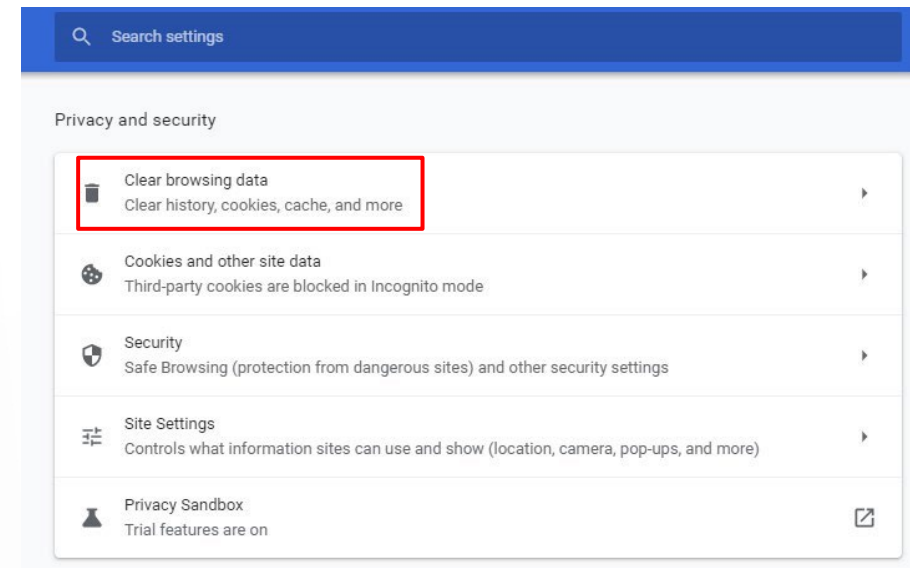 Search settings
Privacy and security
Clear browsing data
Clear history, cookies, cache, and more
Cookies and other site data
Third-party cookies are blocked in Incognito mode
Security
Safe Browsing (protection from dangerous sites) and other security settings
Site Settings
Controls what information sites can use and show (location, camera, pop-ups, and more)
Privacy Sandbox
Trial features are on